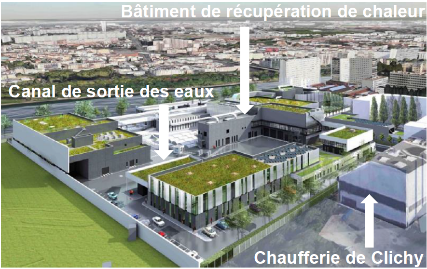 Bâtiment de récupération de chaleur
Canal de sortie des eaux
Chaufferie de Clichy